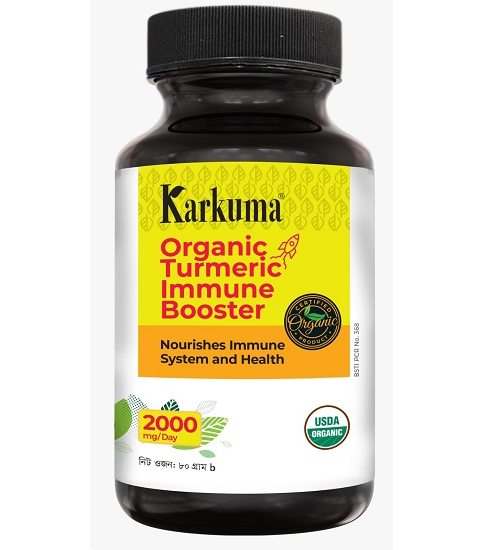 Karkuma®
Organic
Turmeric
Immune
Booster
CERTIFIED
Organic
PRODUCT
Nourishes Immune
System and Health
BSTI PCR No. 368
2000
mg/Day
USDA
ORGANIC
নিট ওজন: ৮০ গ্রাম b